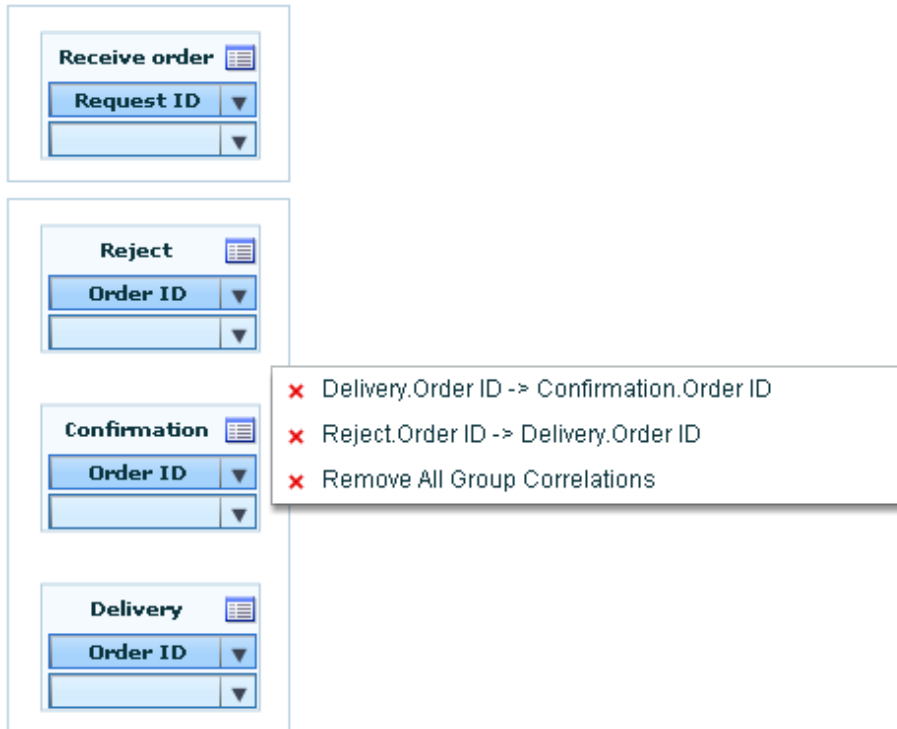 Receive order
Request ID
Reject
Order ID
Delivery.Order ID -> Confirmation.Order ID
Reject.Order ID -> Delivery.Order ID
Remove All Group Correlations
Confirmation
Order ID
Delivery
Order ID